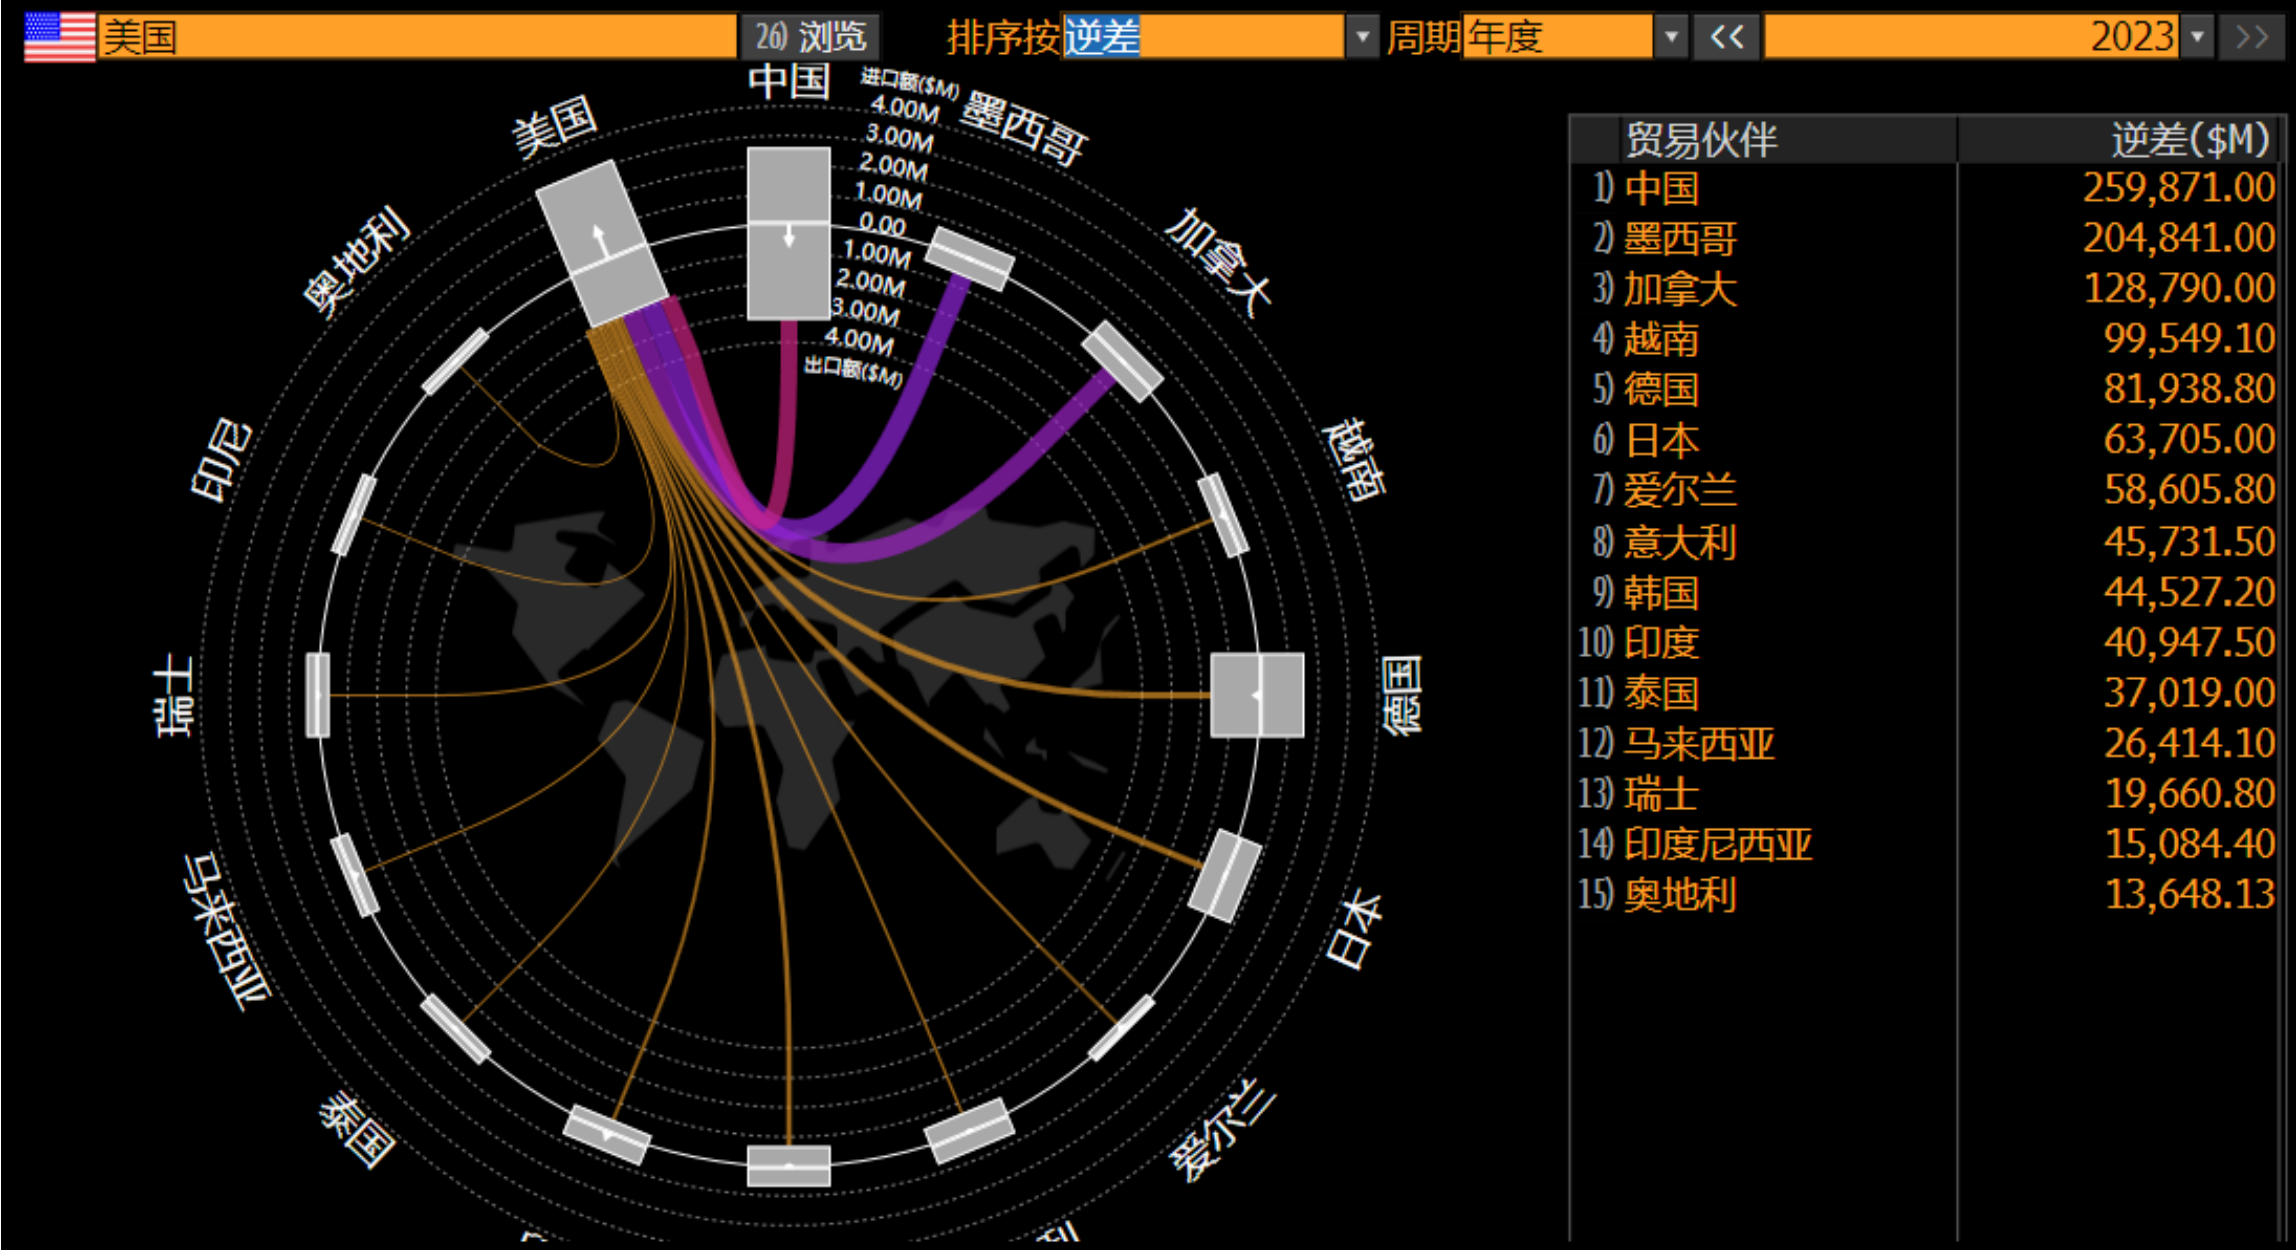 美国 26) 浏览 排序按 逆差 周期 年度 << 2023 >>
中国
墨西哥
加拿大
越南
德国
日本
爱尔兰
利
泰国
马来西亚
瑞士
印尼
奥地利
美国
进口额($M)
4.00M
3.00M
2.00M
1.00M
0.00
1.00M
2.00M
3.00M
4.00M
出口额($M)
贸易伙伴 逆差($M)
1) 中国 259,871.00
2) 墨西哥 204,841.00
3) 加拿大 128,790.00
4) 越南 99,549.10
5) 德国 81,938.80
6) 日本 63,705.00
7) 爱尔兰 58,605.80
8) 意大利 45,731.50
9) 韩国 44,527.20
10) 印度 40,947.50
11) 泰国 37,019.00
12) 马来西亚 26,414.10
13) 瑞士 19,660.80
14) 印度尼西亚 15,084.40
15) 奥地利 13,648.13